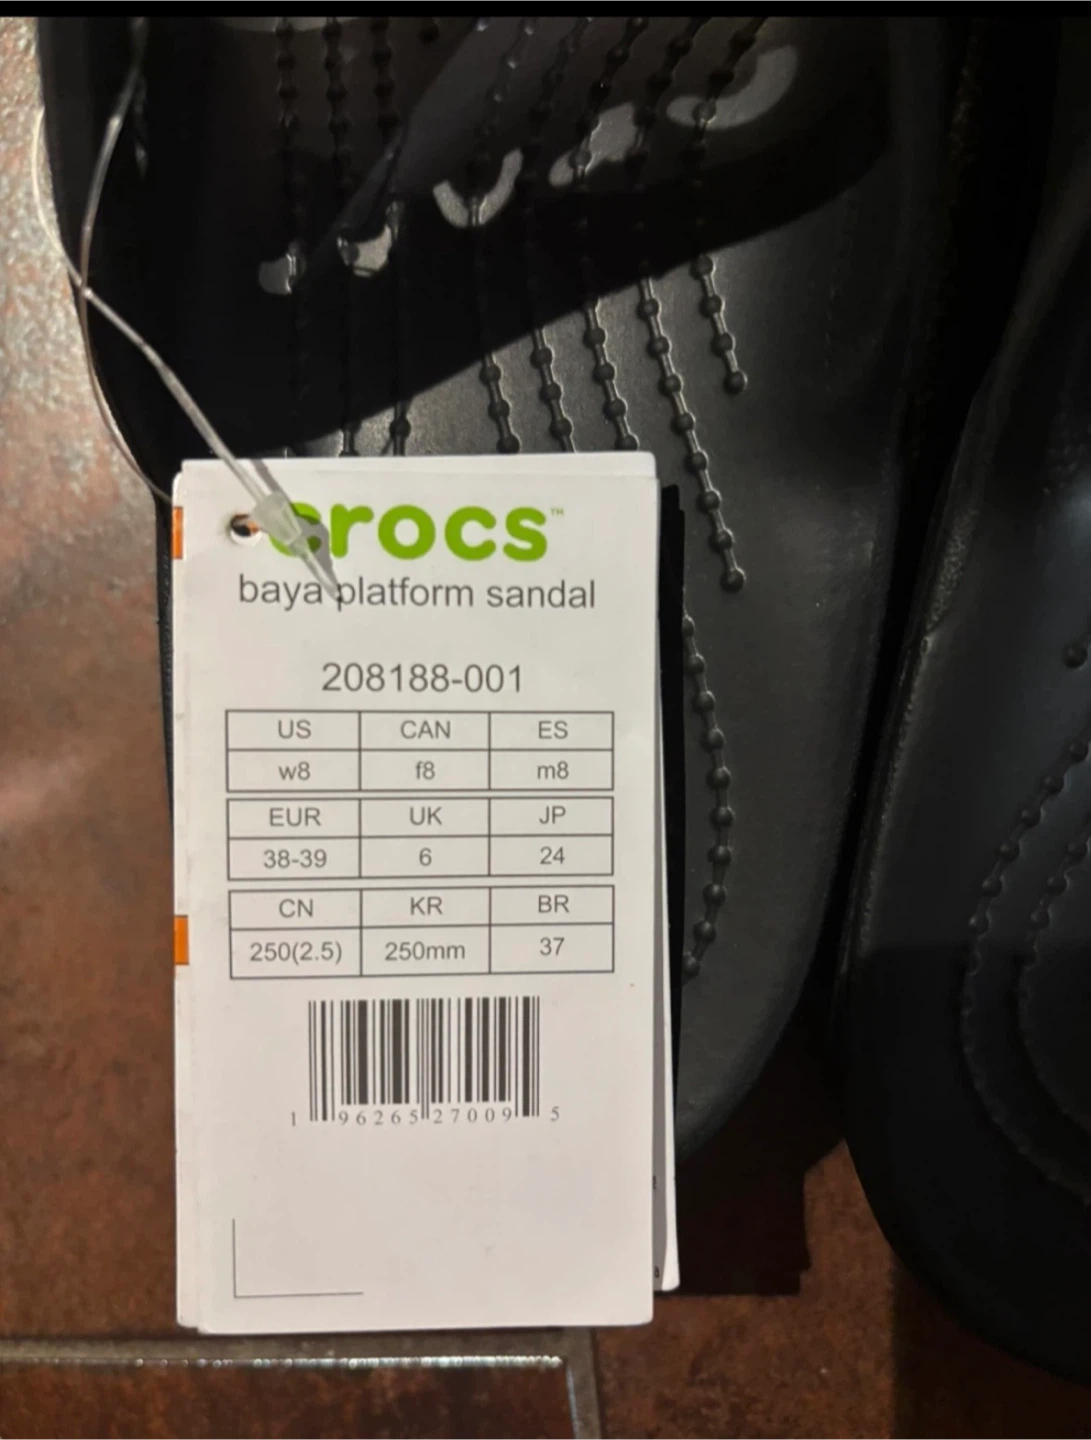 crocs™
baya platform sandal
208188-001
US CAN ES
w8 f8 m8
EUR UK JP
38-39 6 24
CN KR BR
250(2.5) 250mm 37
1 96265 27009 5